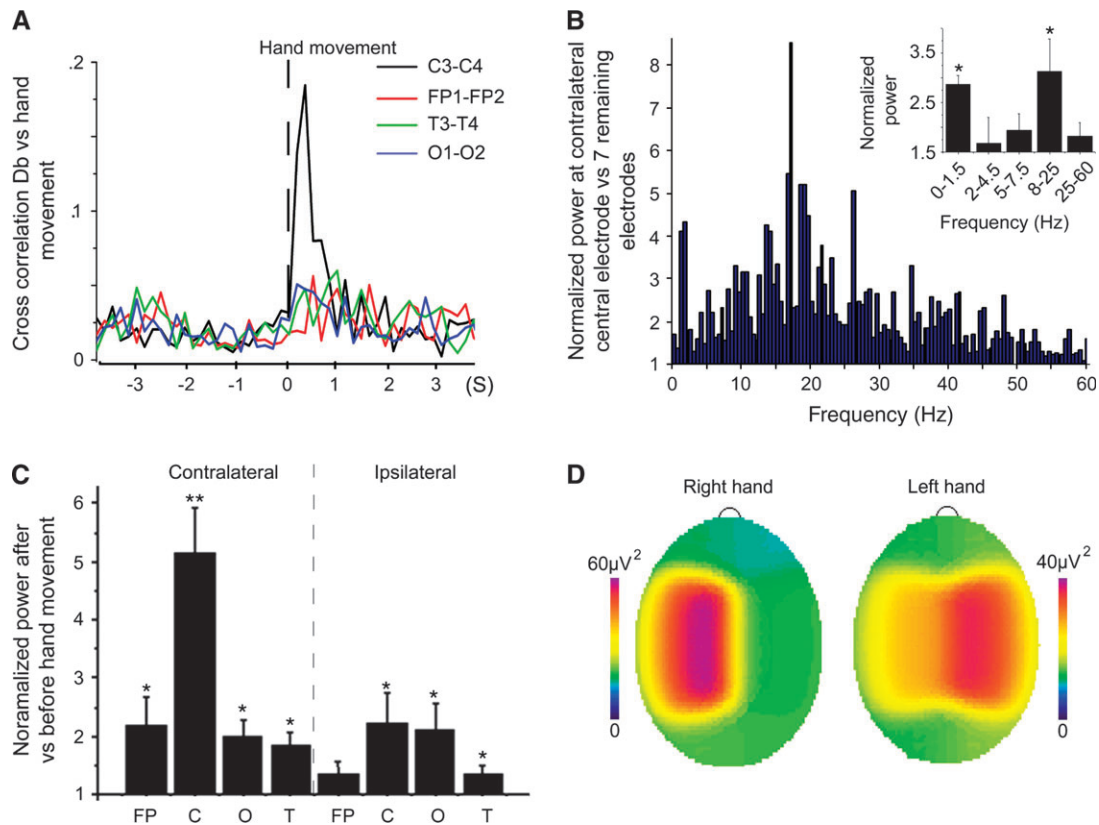 A
Hand movement
C3-C4
FP1-FP2
T3-T4
O1-O2
Cross correlation Db vs hand
movement
.2
.1
0
-3 -2 -1 0 1 2 3 (S)
B
Normalized power at contralateral
central electrode vs 7 remaining
electrodes
8
7
6
5
4
3
2
1
0 10 20 30 40 50 60
Frequency (Hz)
Normalized
power
4.5
3.5
2.5
1.5
* *
0-1.5 2-4.5 5-7.5 8-25 25-60
Frequency (Hz)
C
Contralateral Ipsilateral
Noramalized power after
vs before hand movement
6
5
4
3
2
1
* ** * * * * *
FP C O T FP C O T
D
Right hand Left hand
60µV²
0
40µV²
0